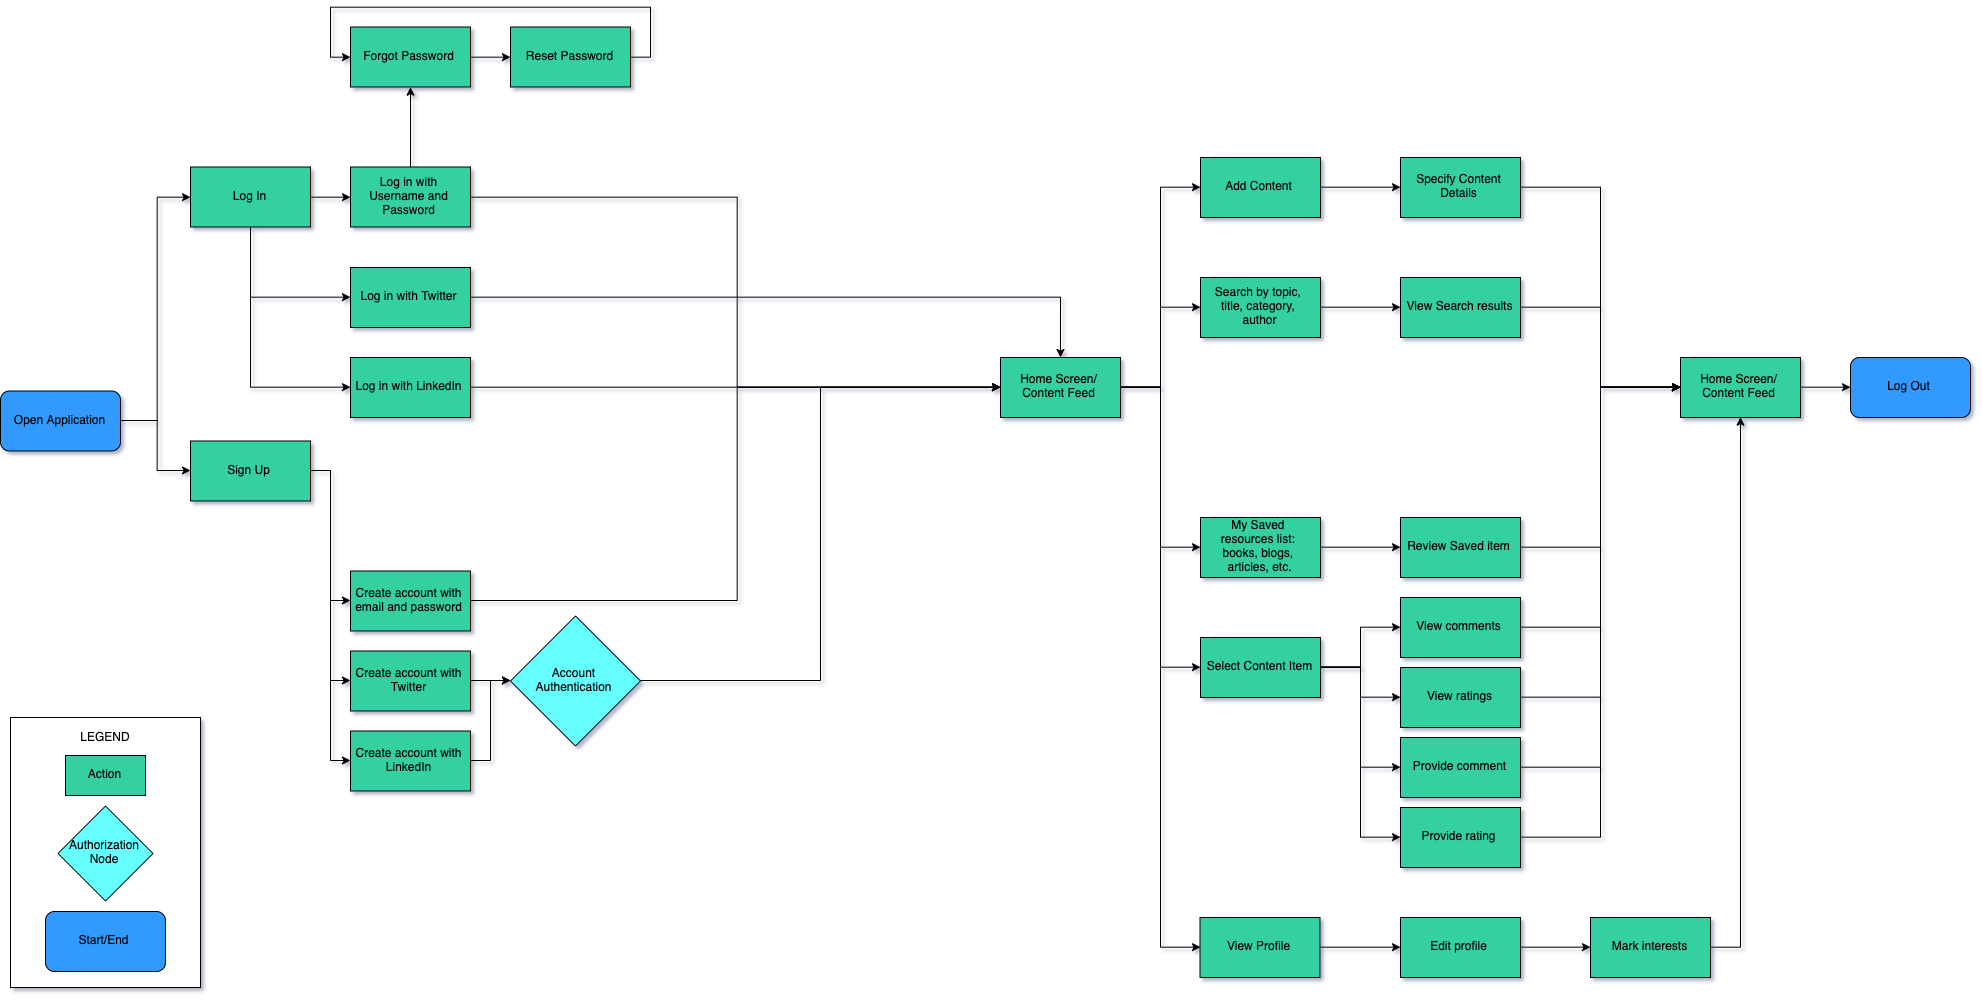 Forgot Password
Reset Password
Log In
Log in with
Username and
Password
Add Content
Specify Content
Details
Log in with Twitter
Search by topic,
title, category,
author
View Search results
Log in with LinkedIn
Home Screen/
Content Feed
Home Screen/
Content Feed
Log Out
Open Application
Sign Up
My Saved
resources list:
books, blogs,
articles, etc.
Review Saved item
Create account with
email and password
View comments
Select Content Item
Create account with
Twitter
Account
Authentication
View ratings
Create account with
LinkedIn
Provide comment
Provide rating
View Profile
Edit profile
Mark interests
LEGEND
Action
Authorization
Node
Start/End